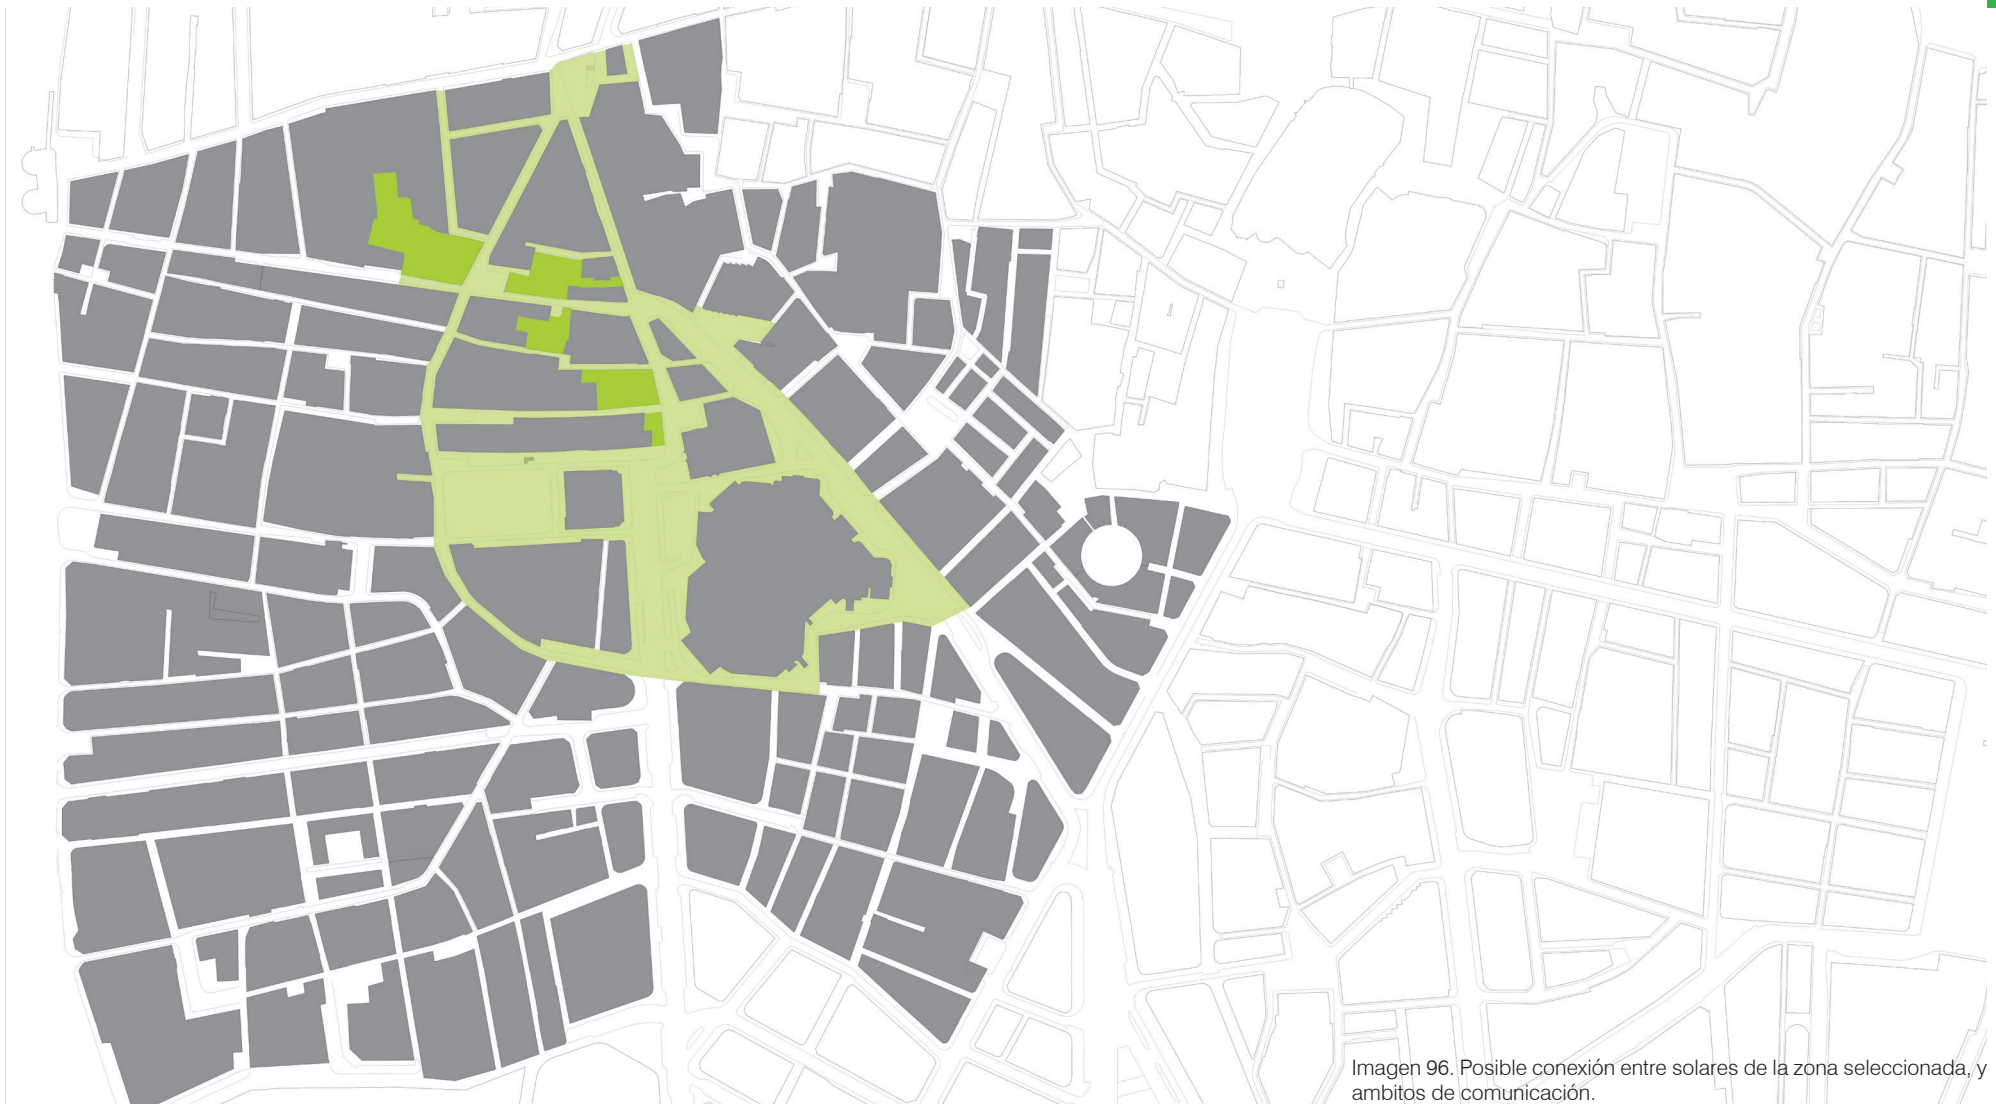 Imagen 96. Posible conexión entre solares de la zona seleccionada, y
ambitos de comunicación.